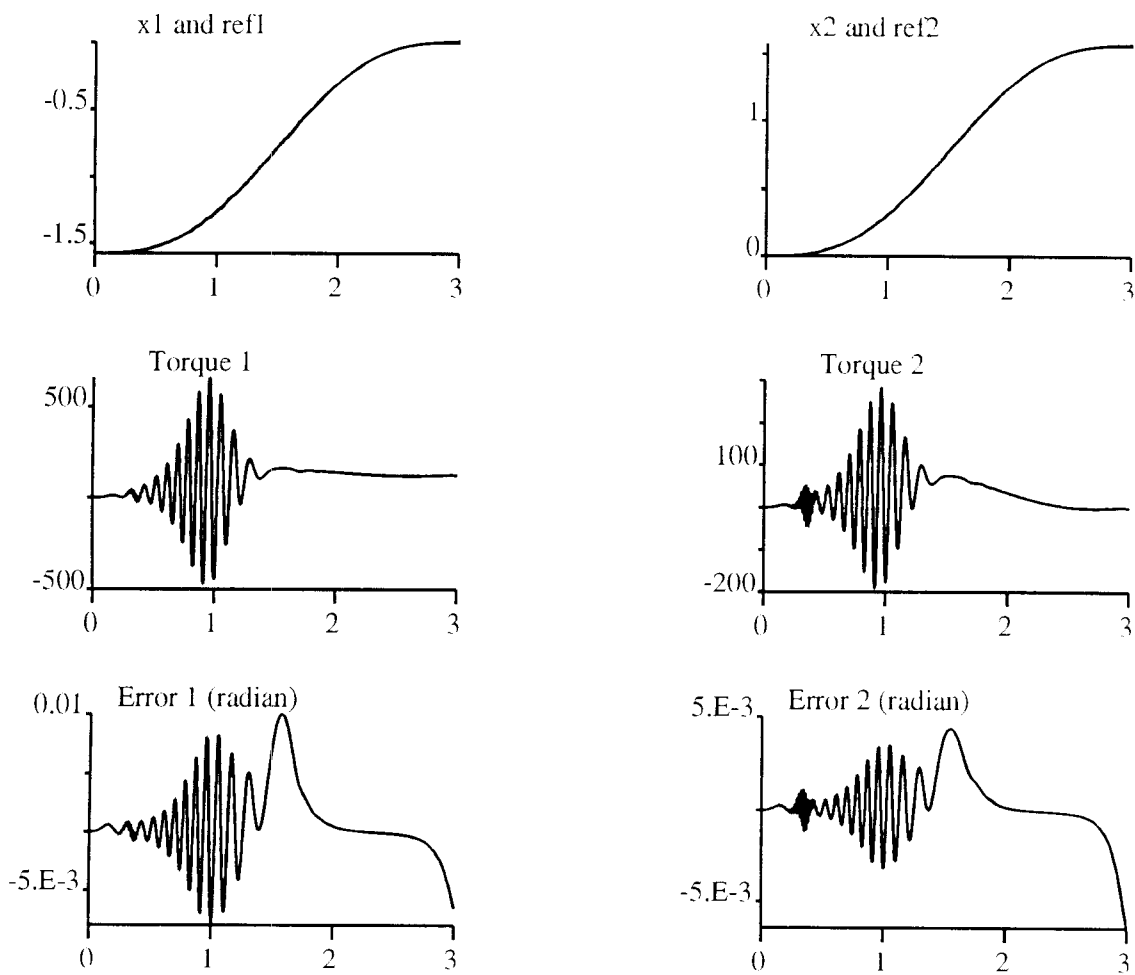 x1 and ref1
-0.5
-1.5
0 1 2 3
x2 and ref2
1
0
0 1 2 3
Torque 1
500
-500
0 1 2 3
Torque 2
100
-200
0 1 2 3
Error 1 (radian)
0.01
-5.E-3
0 1 2 3
Error 2 (radian)
5.E-3
-5.E-3
0 1 2 3